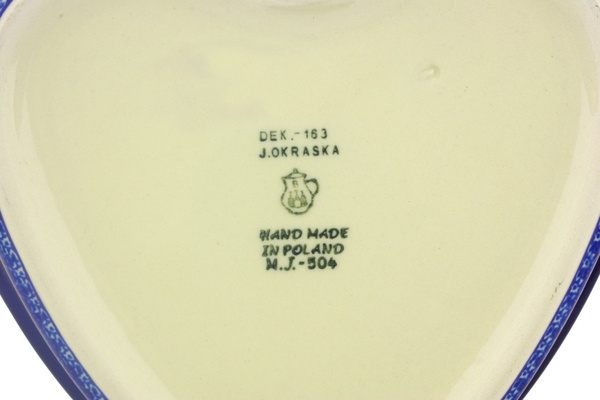 DEK.-163
J.OKRASKA
B
HAND MADE
IN POLAND
M.J.-504